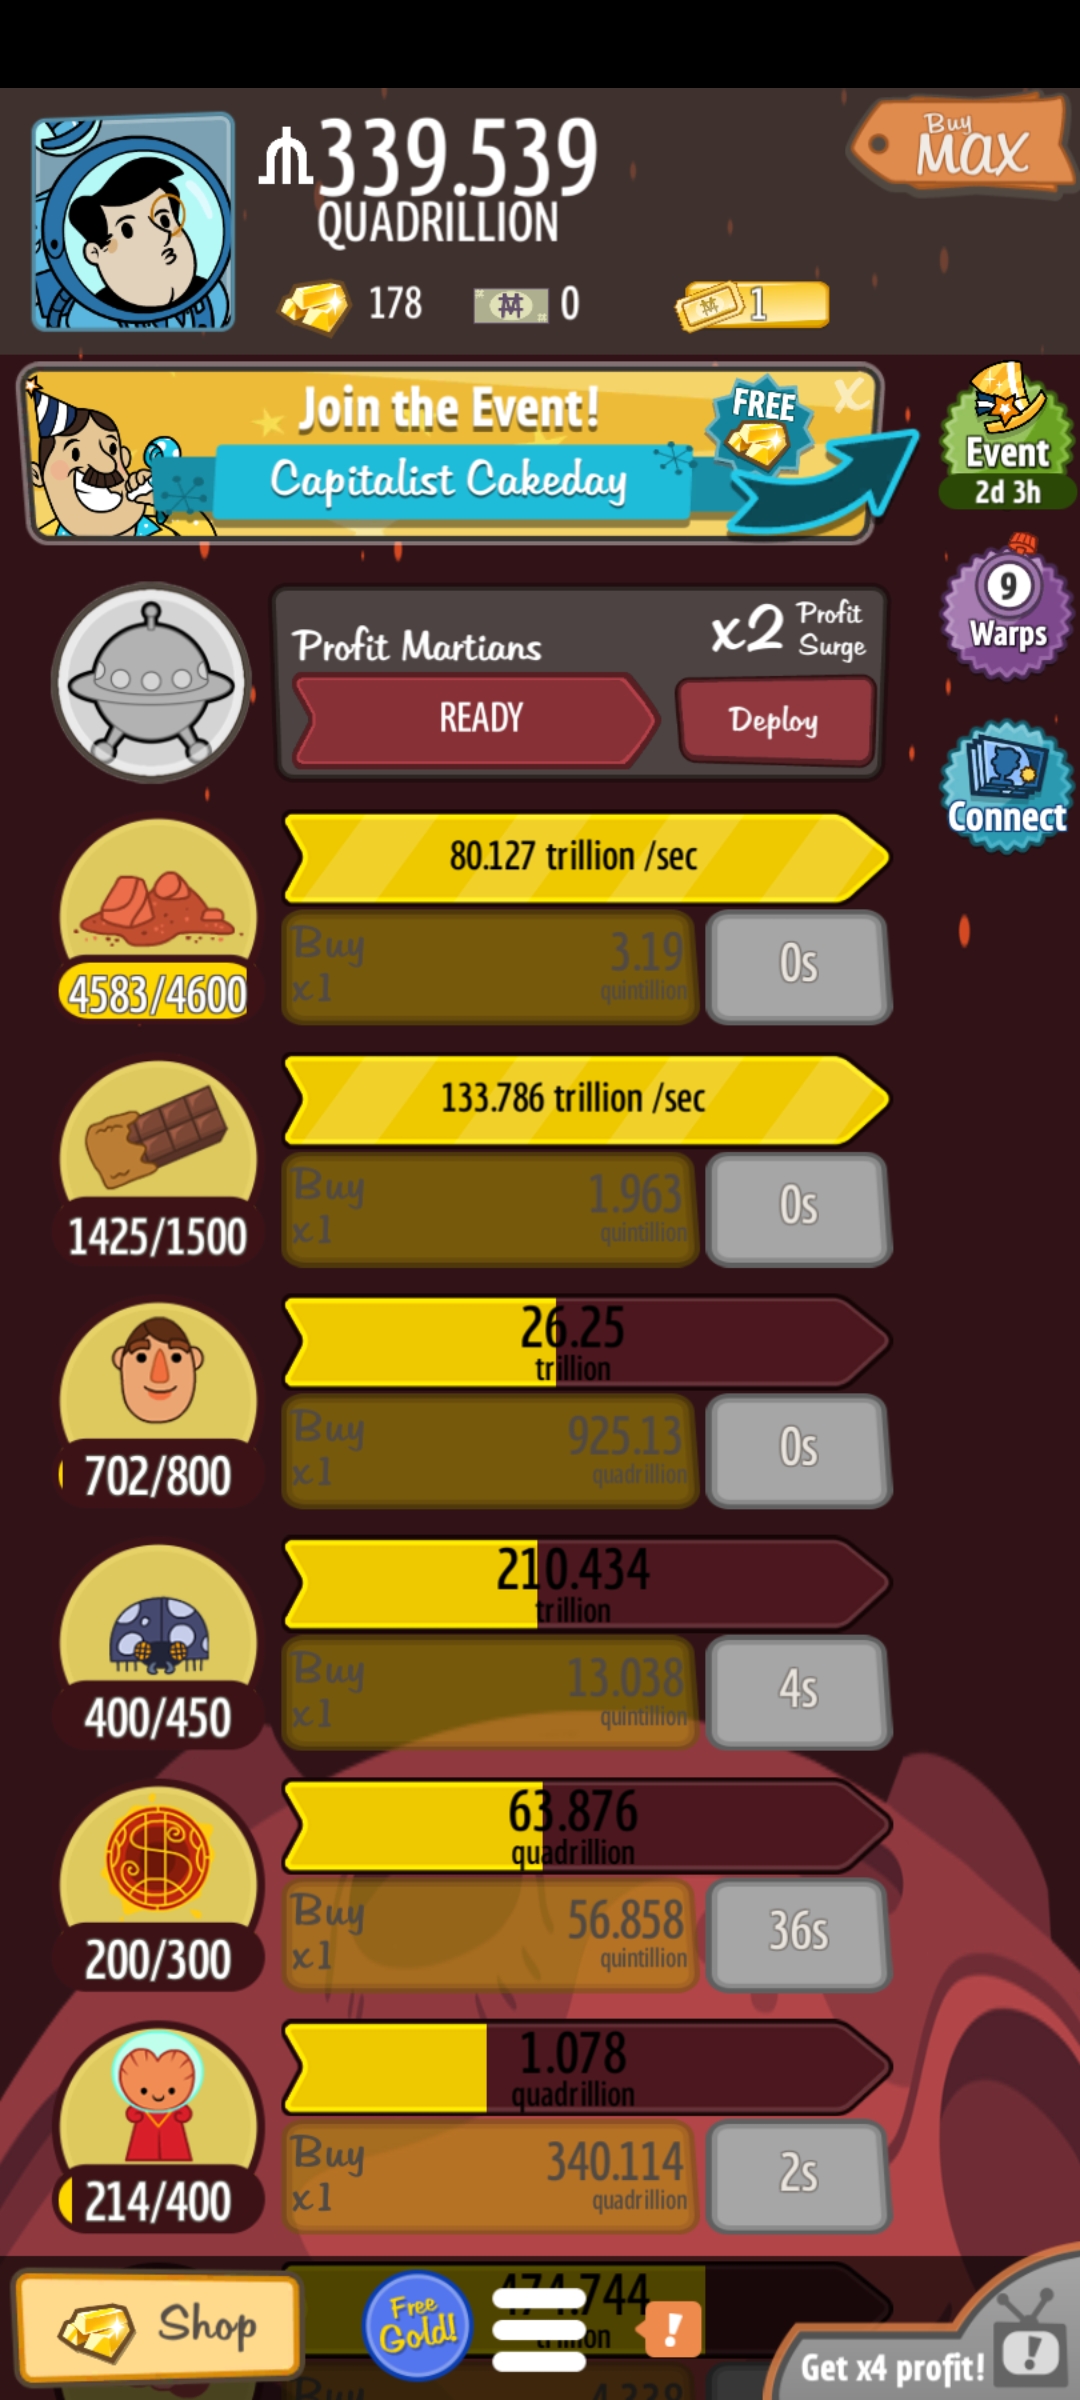 339.539
QUADRILLION
Buy
MAX
178
0
1
Join the Event!
FREE
x
Capitalist Cakeday
Event
2d 3h
9
Warps
Connect
Profit Martians
x2 Profit Surge
READY
Deploy
80.127 trillion /sec
4583/4600
Buy x1
3.19
quintillion
0s
133.786 trillion /sec
1425/1500
Buy x1
1.963
quintillion
0s
26.25
trillion
702/800
Buy x1
925.13
quadrillion
0s
210.434
trillion
400/450
Buy x1
13.038
quintillion
4s
63.876
quadrillion
200/300
Buy x1
56.858
quintillion
36s
1.078
quadrillion
214/400
Buy x1
340.114
quadrillion
2s
474.744
Shop
Free Gold!
!
Get x4 profit!
!
Buy